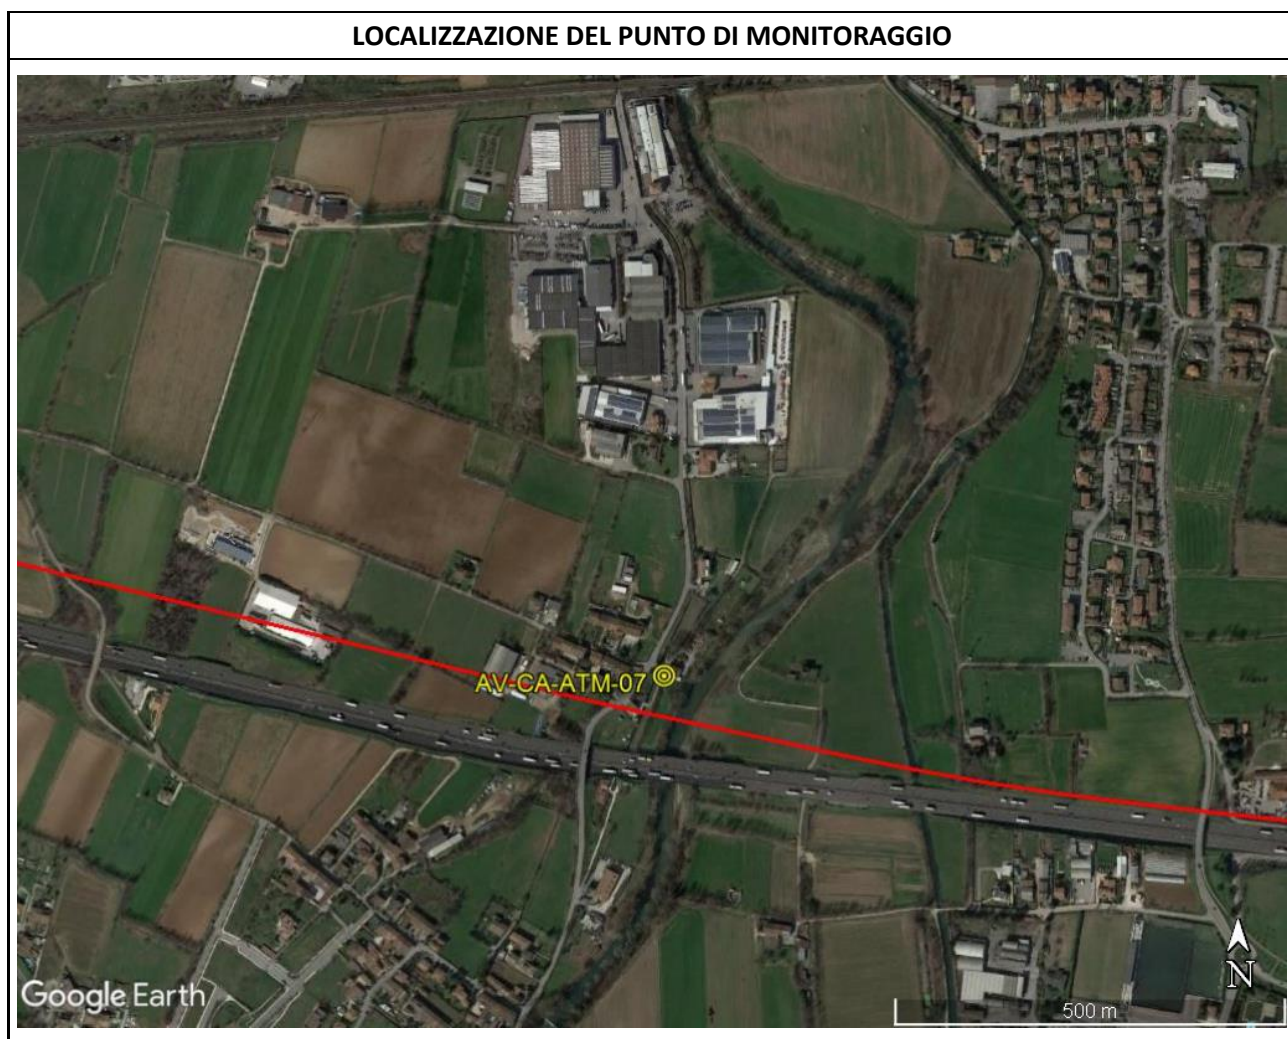 LOCALIZZAZIONE DEL PUNTO DI MONITORAGGIO
AV-CA-ATM-07
N
Google Earth
500 m